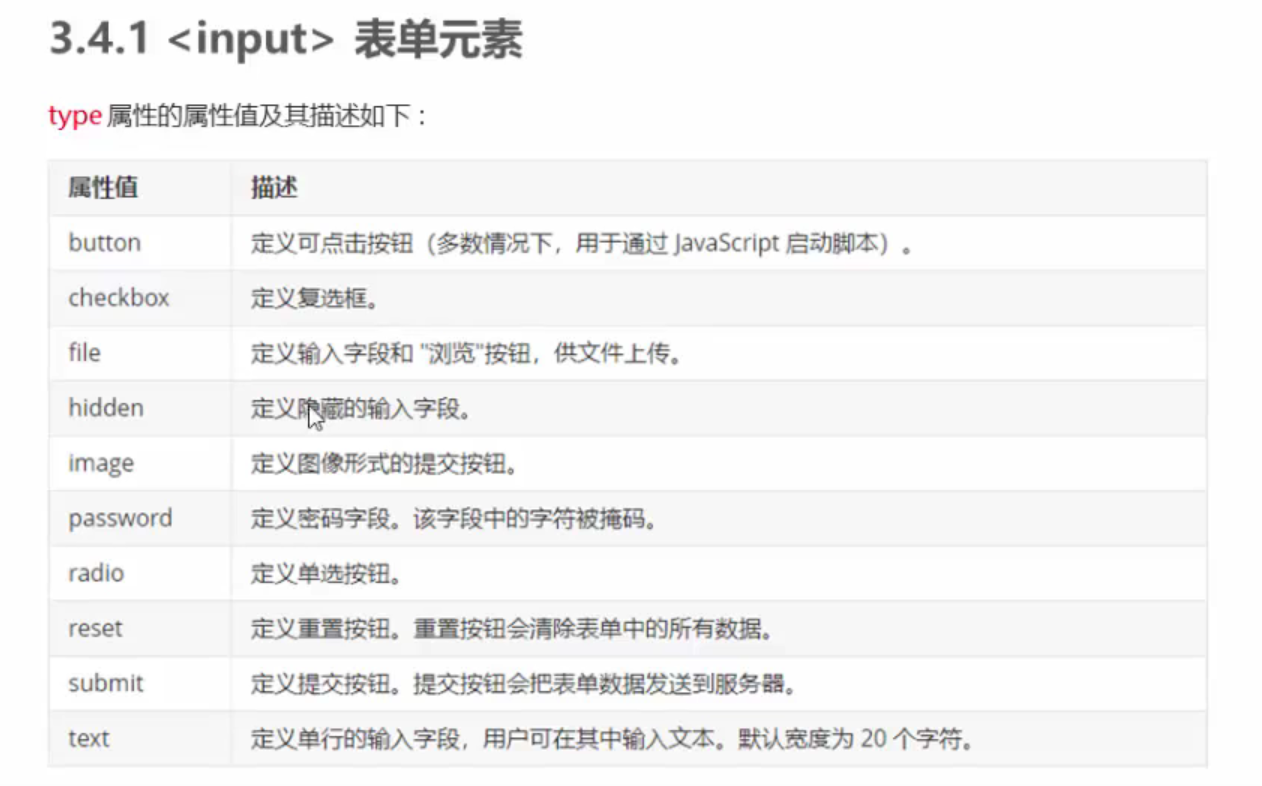 3.4.1 <input> 表单元素
type 属性的属性值及其描述如下：
属性值 描述
button 定义可点击按钮（多数情况下，用于通过 JavaScript 启动脚本）。
checkbox 定义复选框。
file 定义输入字段和 "浏览"按钮，供文件上传。
hidden 定义隐藏的输入字段。
image 定义图像形式的提交按钮。
password 定义密码字段。该字段中的字符被掩码。
radio 定义单选按钮。
reset 定义重置按钮。重置按钮会清除表单中的所有数据。
submit 定义提交按钮。提交按钮会把表单数据发送到服务器。
text 定义单行的输入字段，用户可在其中输入文本。默认宽度为 20 个字符。